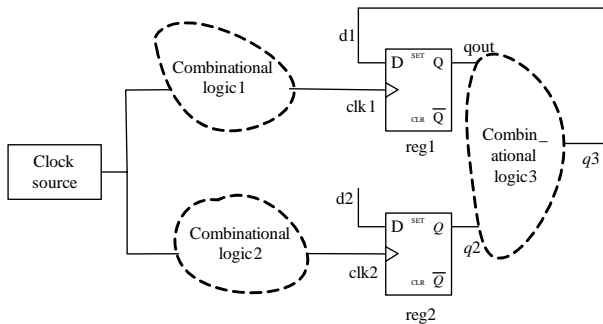 d1
qout
D SET Q
Combinational
logic1
clk1
CLR Q
reg1
Combin_
ational
logic3
q3
Clock
source
d2
D SET Q
q2
Combinational
logic2
clk2
CLR Q
reg2